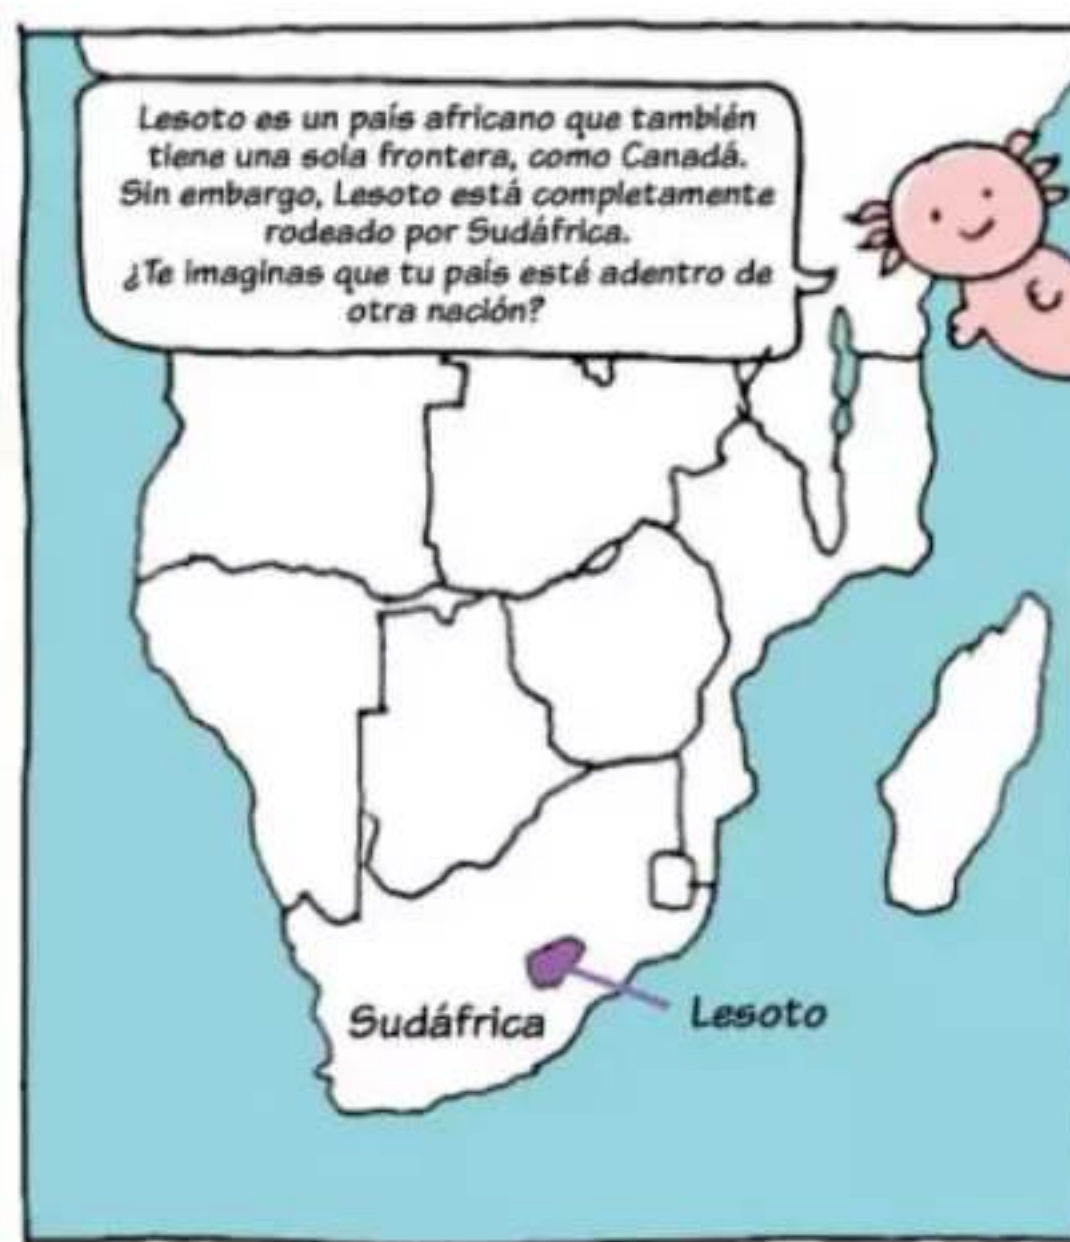 Lesoto es un país africano que también
tiene una sola frontera, como Canadá.
Sin embargo, Lesoto está completamente
rodeado por Sudáfrica.
¿Te imaginas que tu país esté adentro de
otra nación?
Sudáfrica
Lesoto